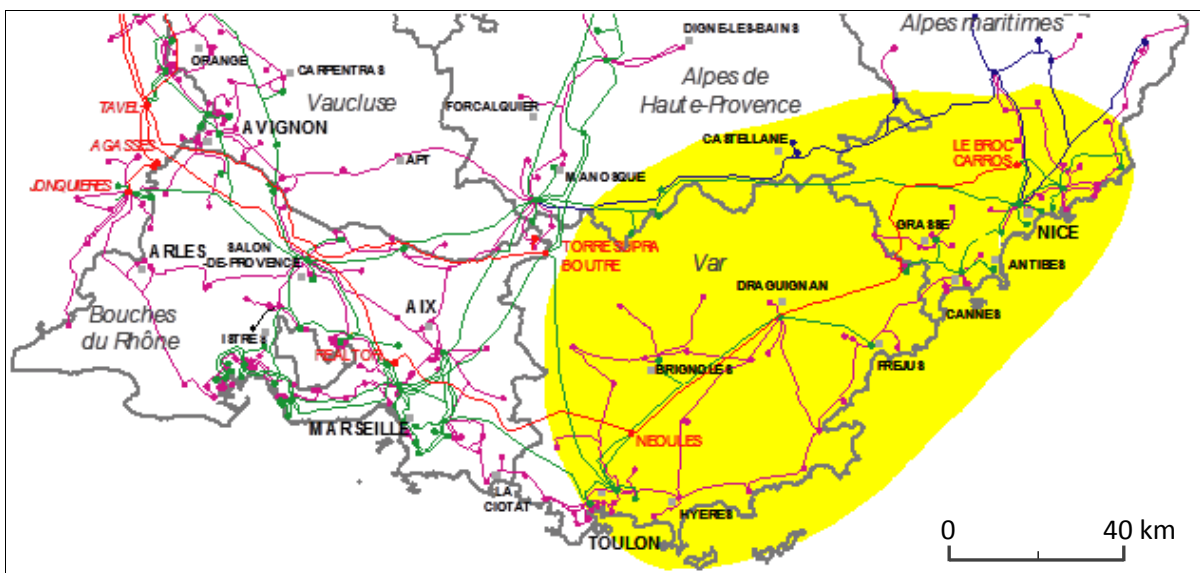 Alpes maritimes
DIGNE-LES-BAINS
ORANGE
CARPENTRAS
Alpes de
Haute-Provence
TAVEL
Vaucluse
FORCALQUIER
AVIGNON
CASTELLANE
AGASSES
LE BROC
CARROS
APT
MANOSQUE
JONQUIERES
GRASSE
NICE
ARLES
SALON
-DE-PROVENCE
TORRE SUPRA
BOUTRE
Var
ANTIBES
DRAGUIGNAN
AIX
CANNES
Bouches
du Rhône
ISTRES
REALTOR
FREJUS
BRIGNOLES
MARSEILLE
NEOULES
LA
CIOTAT
HYERES
TOULON
0 40 km